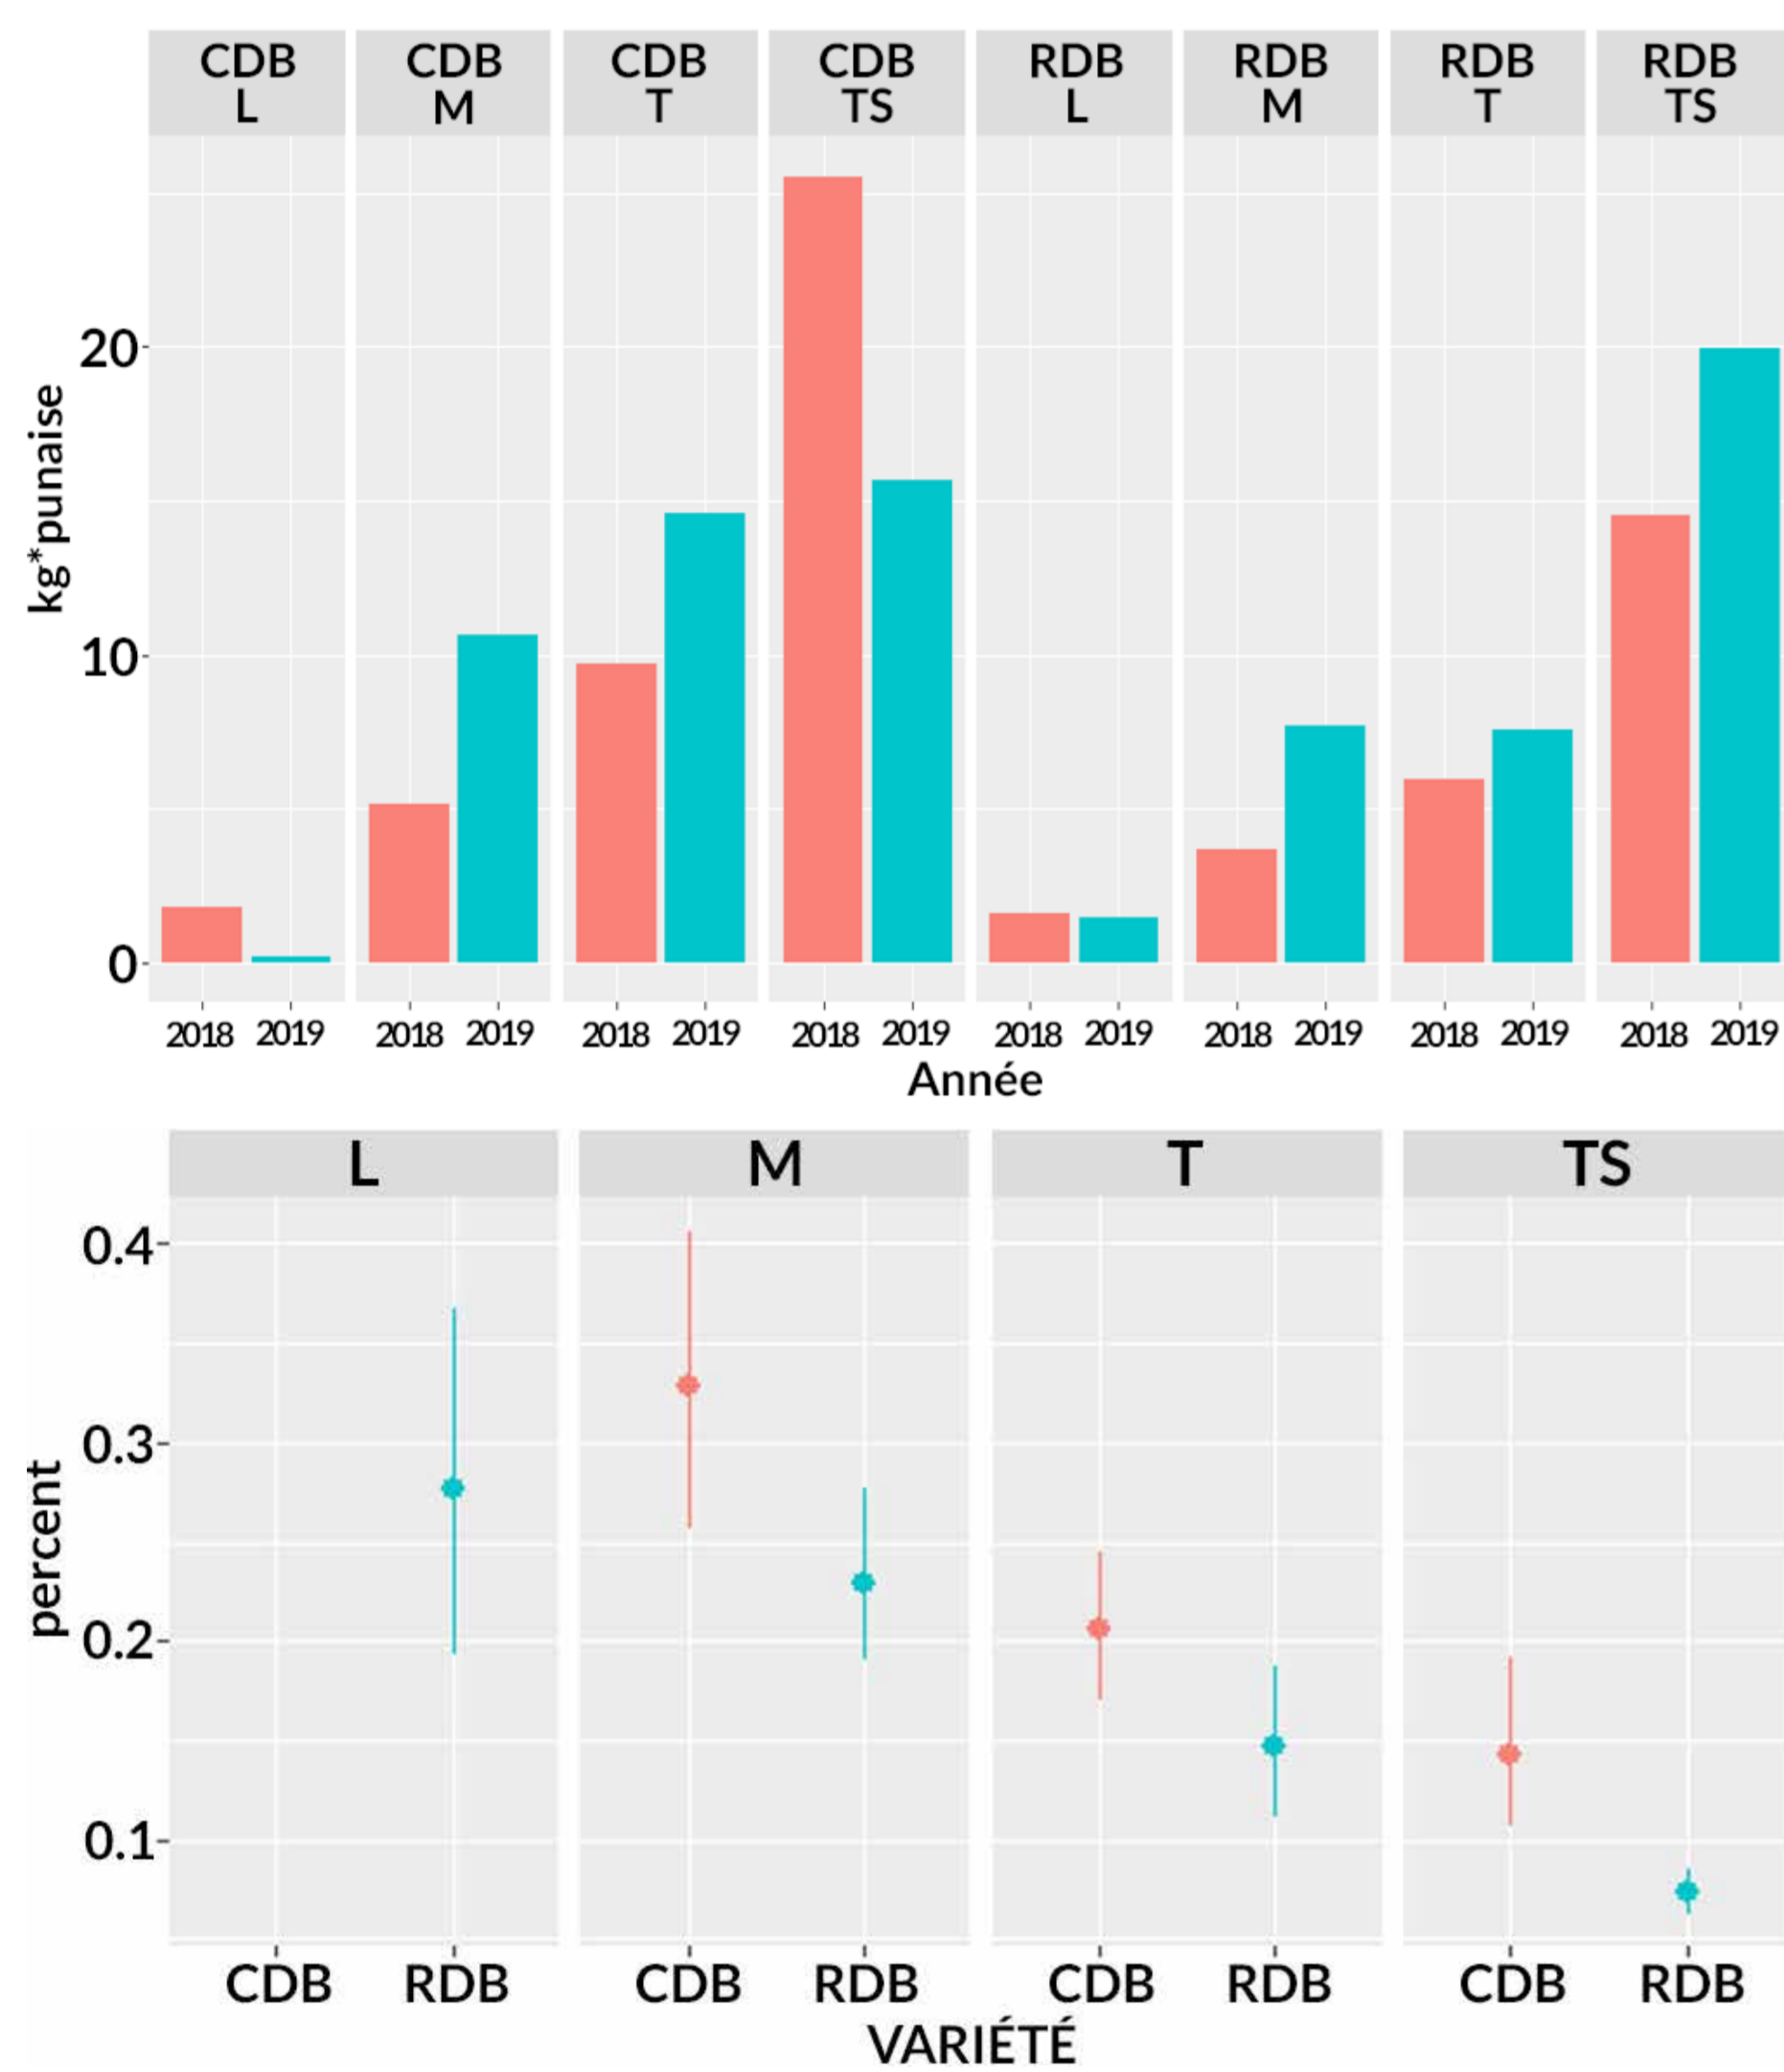 CDB CDB CDB CDB RDB RDB RDB RDB
L M T TS L M T TS
20
10
0
kg*punaise
2018 2019 2018 2019 2018 2019 2018 2019 2018 2019 2018 2019 2018 2019 2018 2019
Année
L M T TS
0.4
0.3
0.2
0.1
percent
CDB RDB CDB RDB CDB RDB CDB RDB
VARIÉTÉ